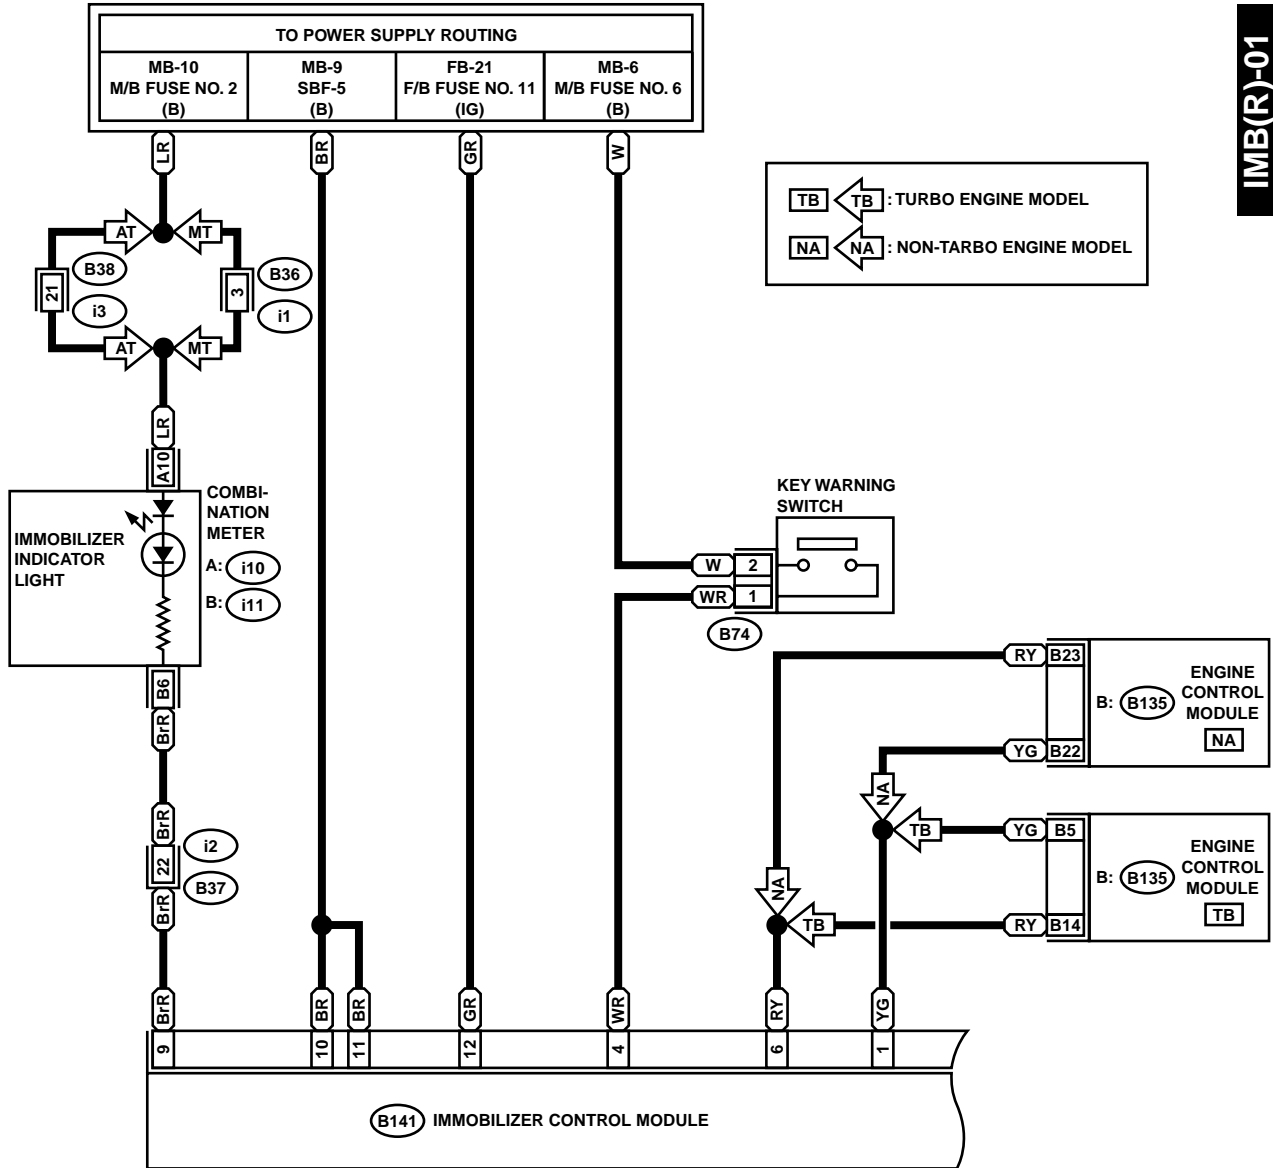 IMB(R)-01
TO POWER SUPPLY ROUTING
MB-10
M/B FUSE NO. 2
(B)
MB-9
SBF-5
(B)
FB-21
F/B FUSE NO. 11
(IG)
MB-6
M/B FUSE NO. 6
(B)
LR
BR
GR
W
TB TB : TURBO ENGINE MODEL
NA NA : NON-TARBO ENGINE MODEL
AT MT
21
B38
i3
3
B36
i1
AT MT
LR
A10
IMMOBILIZER
INDICATOR
LIGHT
COMBI-
NATION
METER
A: i10
B: i11
B6
BrR
BrR
22
i2
B37
BrR
KEY WARNING
SWITCH
W 2
WR 1
B74
RY B23
YG B22
B: B135
ENGINE
CONTROL
MODULE
NA
NA
TB YG B5
NA
TB RY B14
B: B135
ENGINE
CONTROL
MODULE
TB
BrR
BR
BR
GR
WR
RY
YG
9
10
11
12
4
6
1
B141 IMMOBILIZER CONTROL MODULE